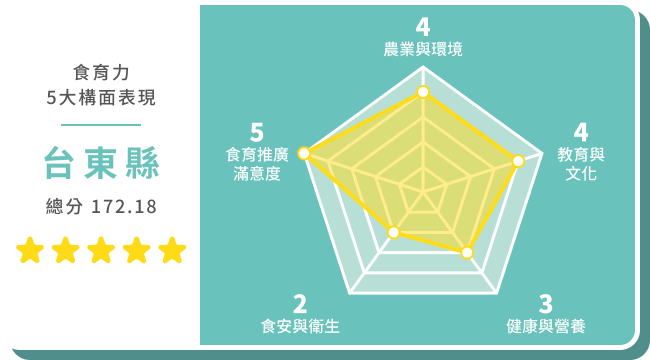 食育力
5大構面表現
台東縣
總分 172.18
4
農業與環境
5
食育推廣
滿意度
4
教育與
文化
2
食安與衛生
3
健康與營養